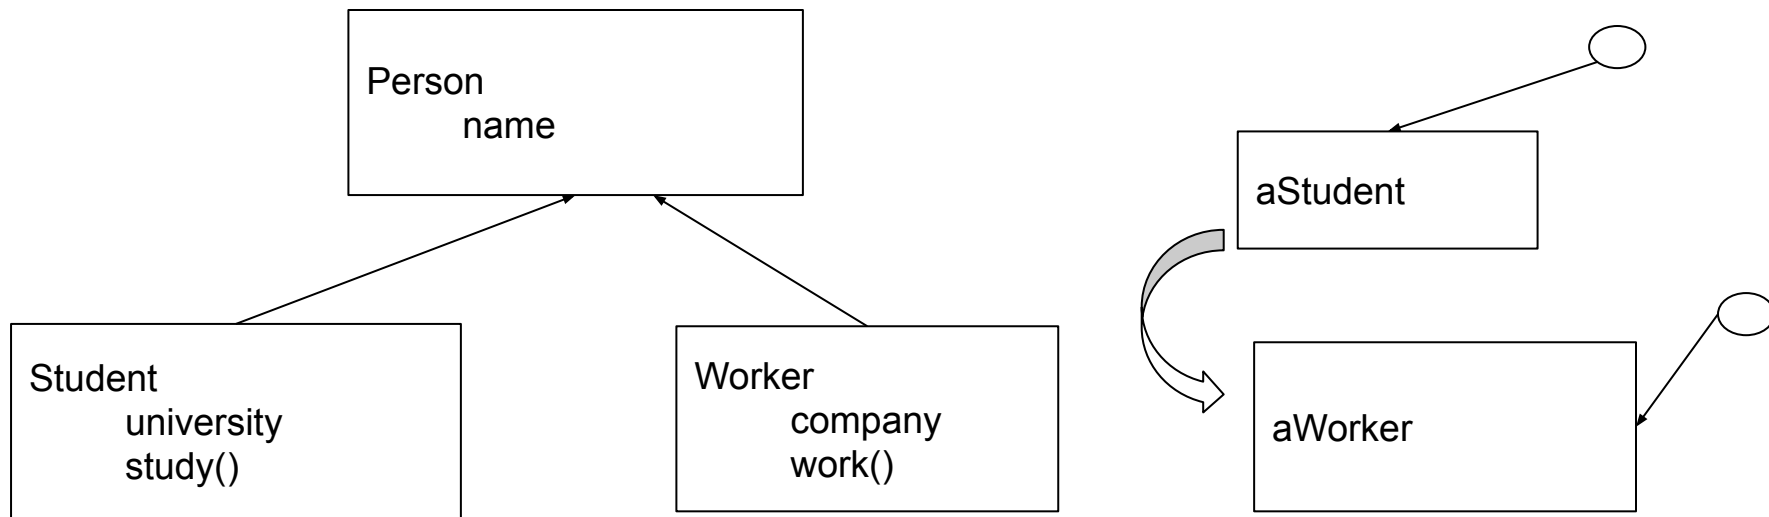 Person
name
Student
university
study()
Worker
company
work()
aStudent
aWorker